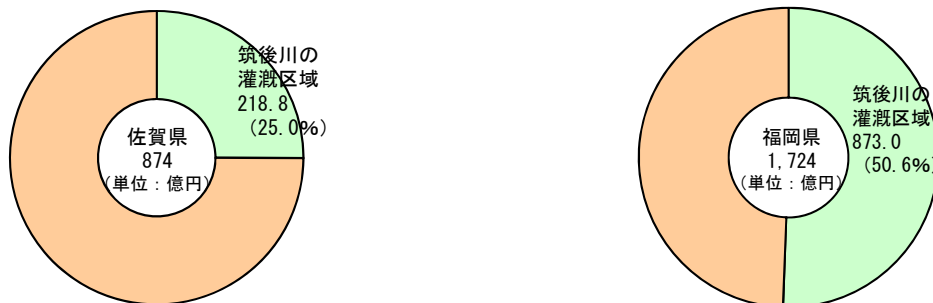 筑後川の
灌漑区域
218.8
（25.0%）
佐賀県
874
（単位：億円）
筑後川の
灌漑区域
873.0
（50.6%）
福岡県
1,724
（単位：億円）